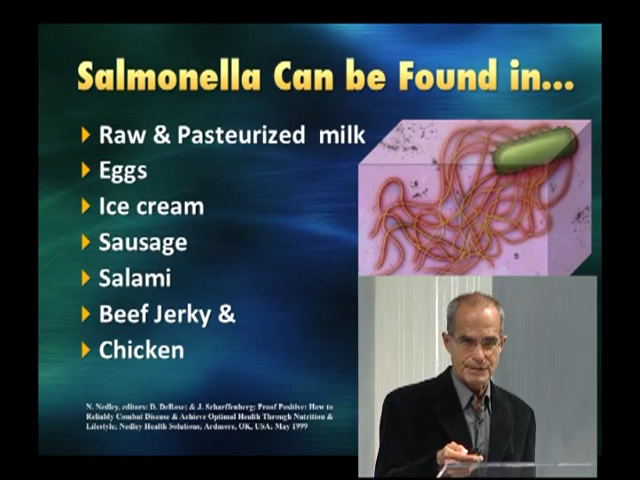 Salmonella Can be Found in...
Raw & Pasteurized milk
Eggs
Ice cream
Sausage
Salami
Beef Jerky &
Chicken
N. Nedley, editors: D. DeRose; & J. Scharffenberg; Proof Positive: How to
Reliably Combat Disease & Achieve Optimal Health Through Nutrition &
Lifestyle; Nedley Health Solutions; Ardmore, OK, USA; May 1999